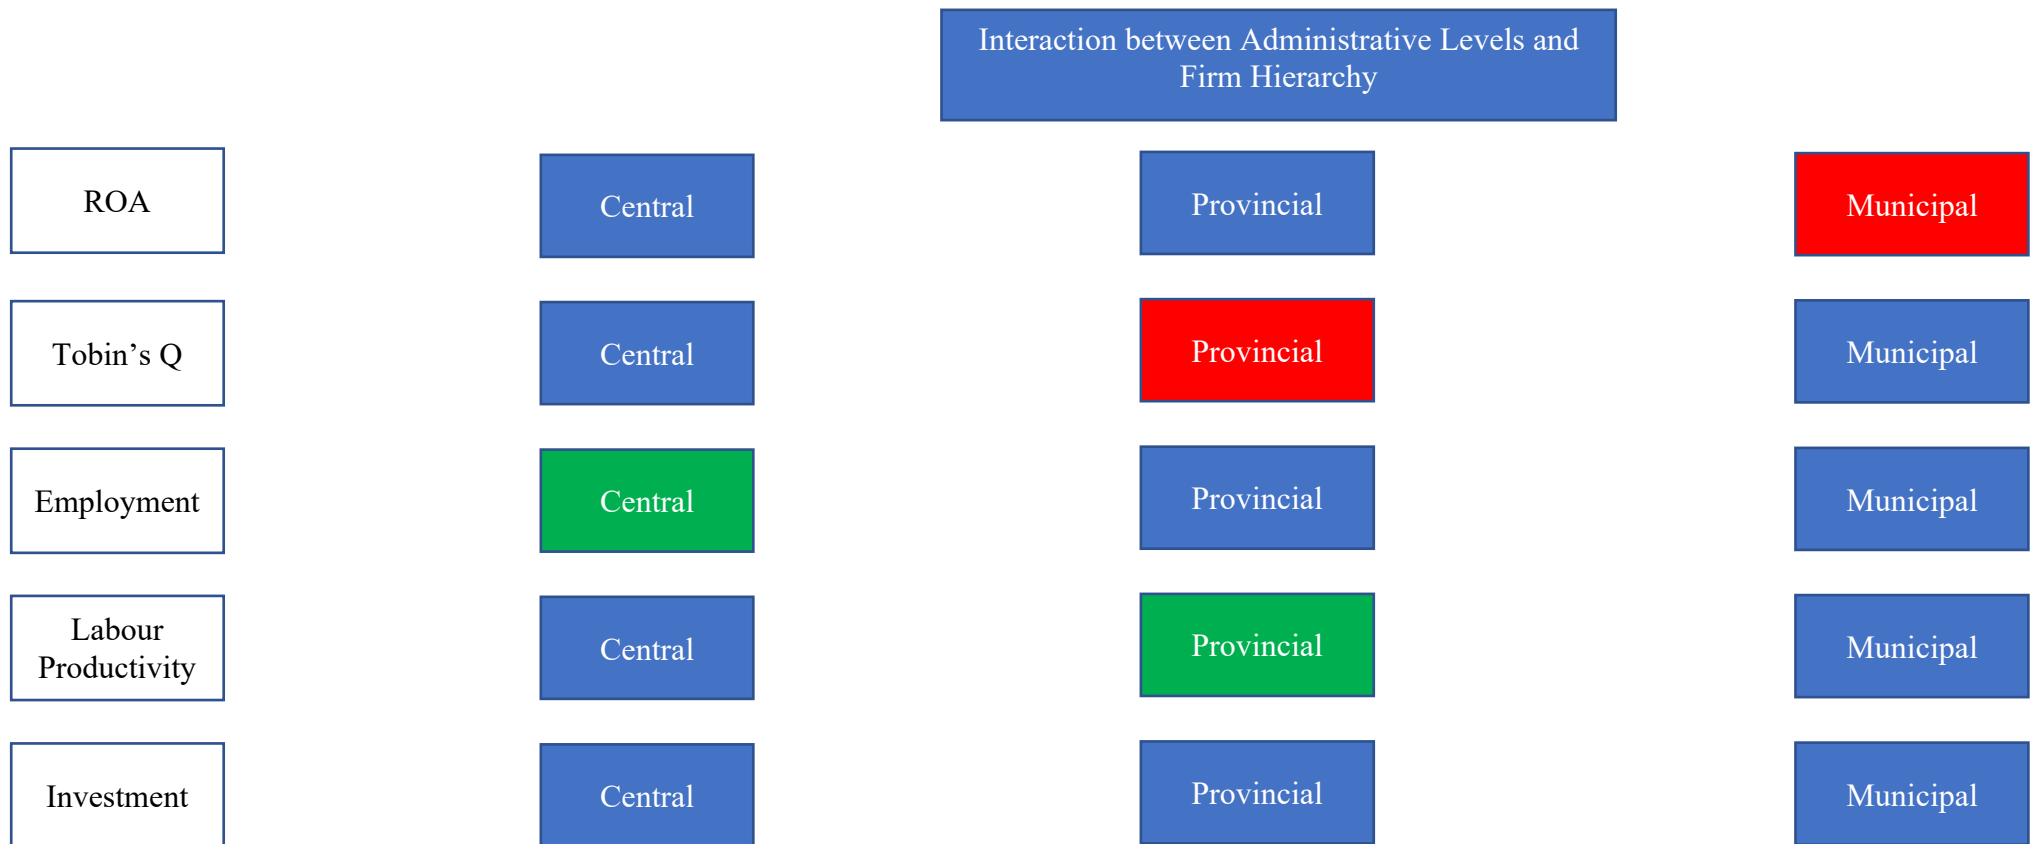 Interaction between Administrative Levels and
Firm Hierarchy
ROA
Central
Provincial
Municipal
Tobin’s Q
Central
Provincial
Municipal
Employment
Central
Provincial
Municipal
Labour
Productivity
Central
Provincial
Municipal
Investment
Central
Provincial
Municipal